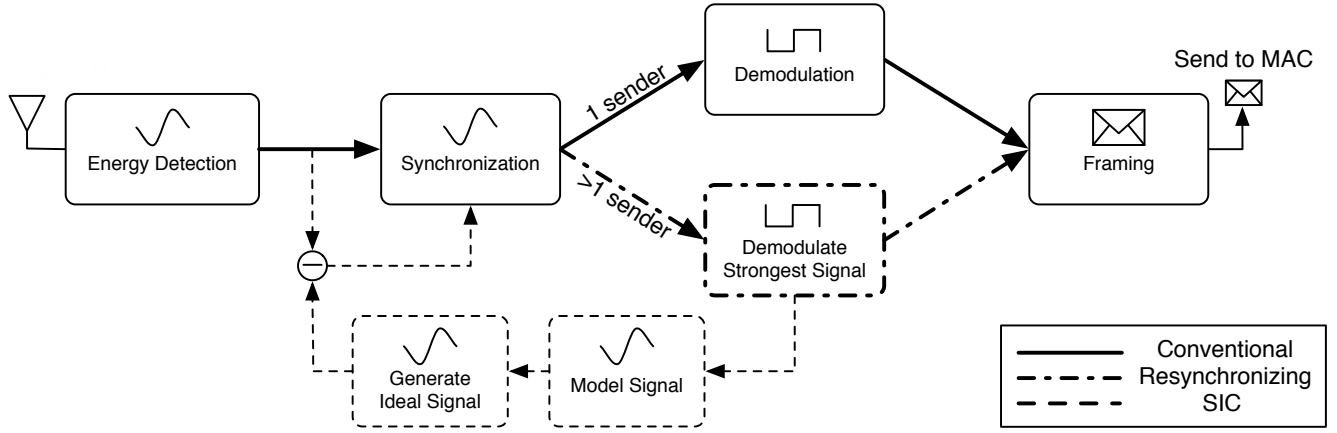 Energy Detection
Synchronization
1 sender
>1 sender
Demodulation
Demodulate
Strongest Signal
Framing
Send to MAC
Generate
Ideal Signal
Model Signal
Conventional
Resynchronizing
SIC